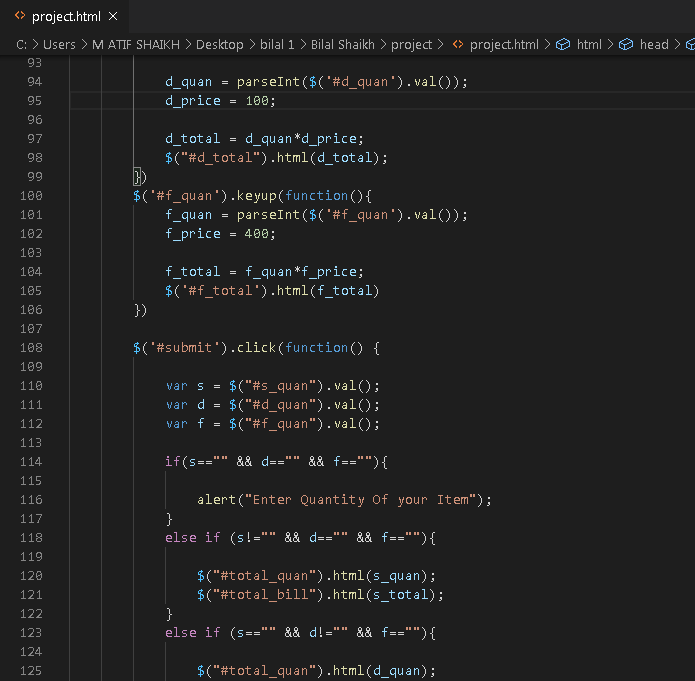 project.html
C: > Users > M ATIF SHAIKH > Desktop > bilal 1 > Bilal Shaikh > project > project.html > html > head >
93
94 d_quan = parseInt($('#d_quan').val());
95 d_price = 100;
96
97 d_total = d_quan*d_price;
98 $("#d_total").html(d_total);
99 })
100 $('#f_quan').keyup(function(){
101 f_quan = parseInt($('#f_quan').val());
102 f_price = 400;
103
104 f_total = f_quan*f_price;
105 $('#f_total').html(f_total)
106 })
107
108 $('#submit').click(function() {
109
110 var s = $("#s_quan").val();
111 var d = $("#d_quan").val();
112 var f = $("#f_quan").val();
113
114 if(s=="" && d=="" && f==""){
115
116 alert("Enter Quantity Of your Item");
117 }
118 else if (s!="" && d=="" && f==""){
119
120 $("#total_quan").html(s_quan);
121 $("#total_bill").html(s_total);
122 }
123 else if (s=="" && d!="" && f==""){
124
125 $("#total_quan").html(d_quan);